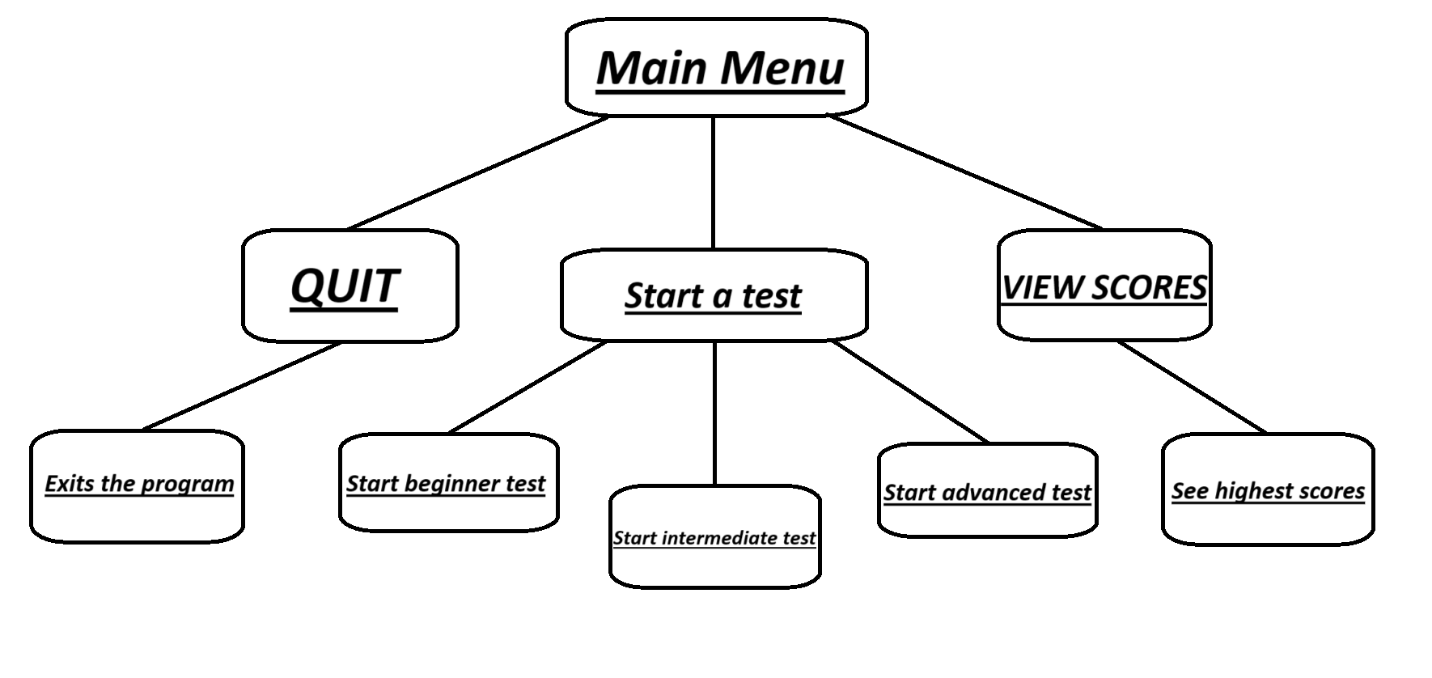 Main Menu
QUIT
Start a test
VIEW SCORES
Exits the program
Start beginner test
Start intermediate test
Start advanced test
See highest scores